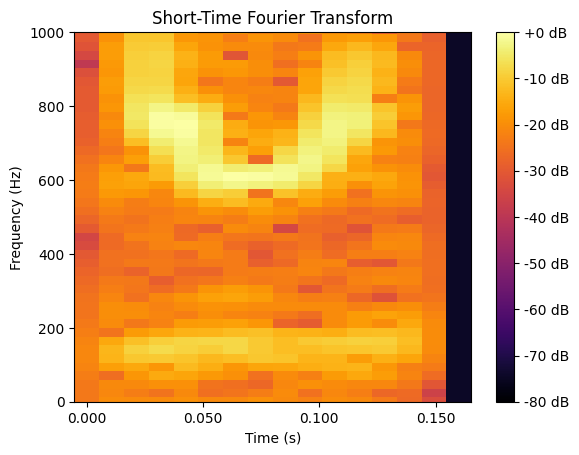 Short-Time Fourier Transform
1000
800
600
400
200
0
Frequency (Hz)
0.000
0.050
0.100
0.150
Time (s)
+0 dB
-10 dB
-20 dB
-30 dB
-40 dB
-50 dB
-60 dB
-70 dB
-80 dB